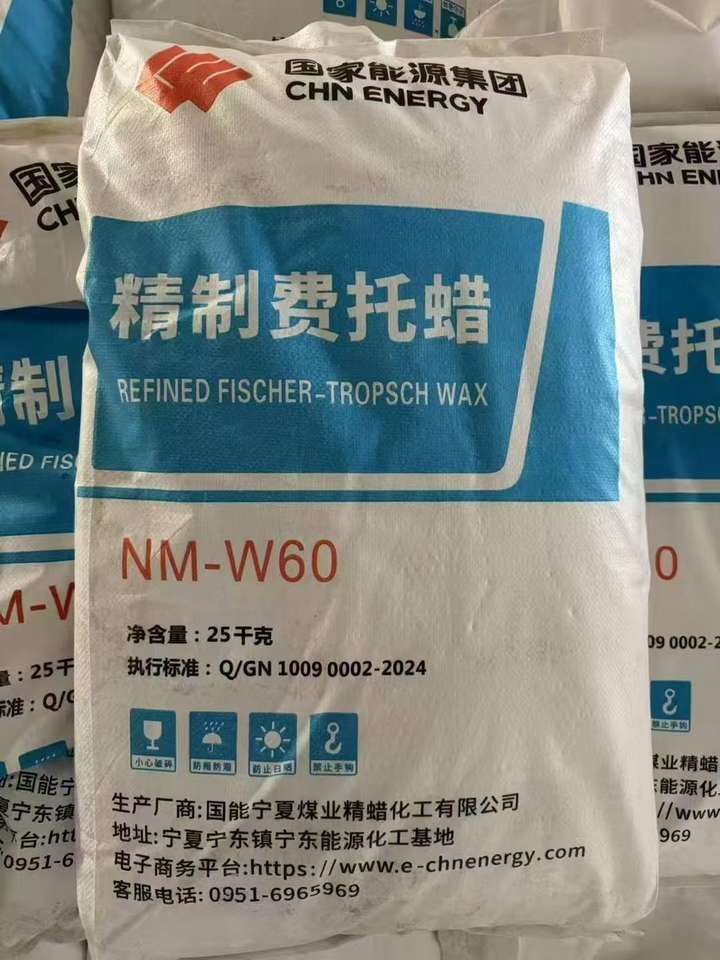 国家能源集团
CHN ENERGY
精制费托蜡
REFINED FISCHER-TROPSCH WAX
NM-W60
净含量：25千克
执行标准：Q/GN 1009 0002-2024
小心破碎
防雨防潮
防止日晒
禁止手钩
生产厂商:国能宁夏煤业精蜡化工有限公司
地址:宁夏宁东镇宁东能源化工基地
电子商务平台:https://www.e-chnenergy.com
客服电话: 0951-6965969